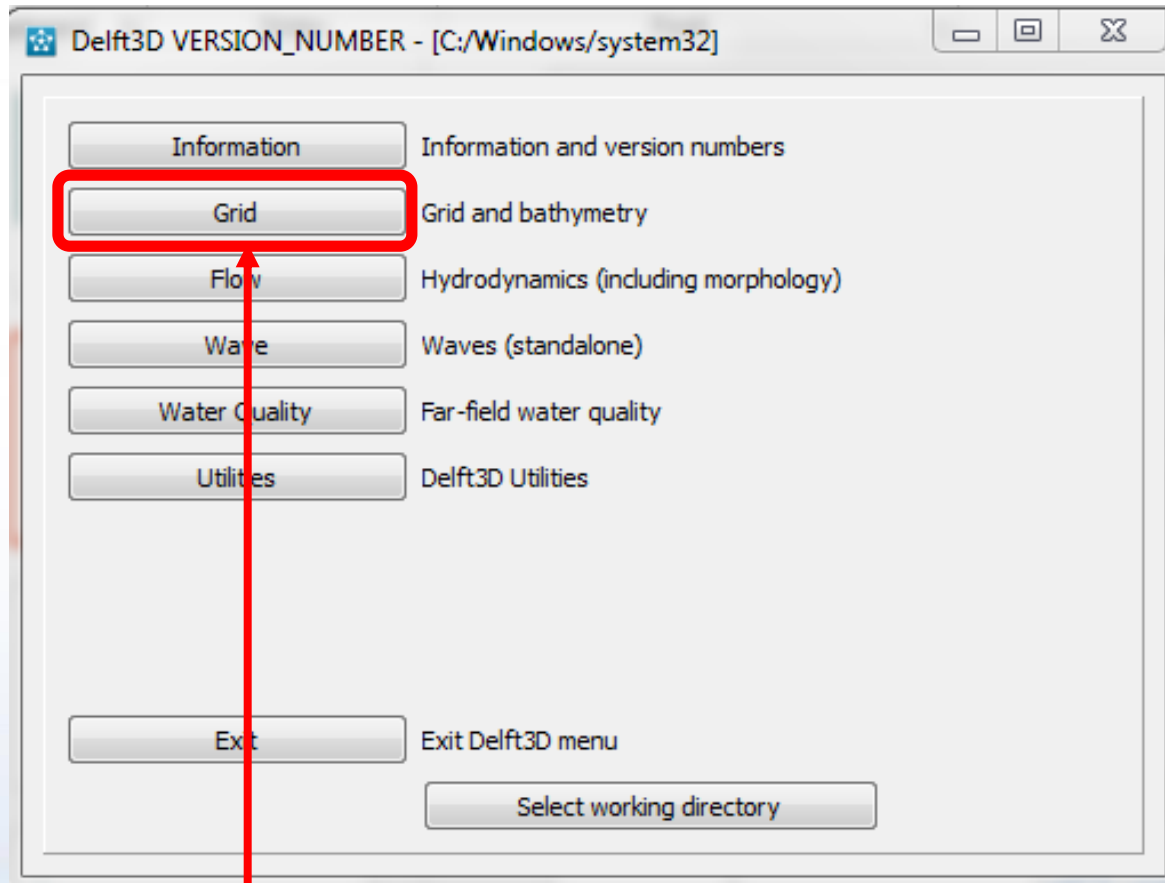 Delft3D VERSION_NUMBER - [C:/Windows/system32]
Information Information and version numbers
Grid Grid and bathymetry
Flow Hydrodynamics (including morphology)
Wave Waves (standalone)
Water Quality Far-field water quality
Utilities Delft3D Utilities
Exit Exit Delft3D menu
Select working directory